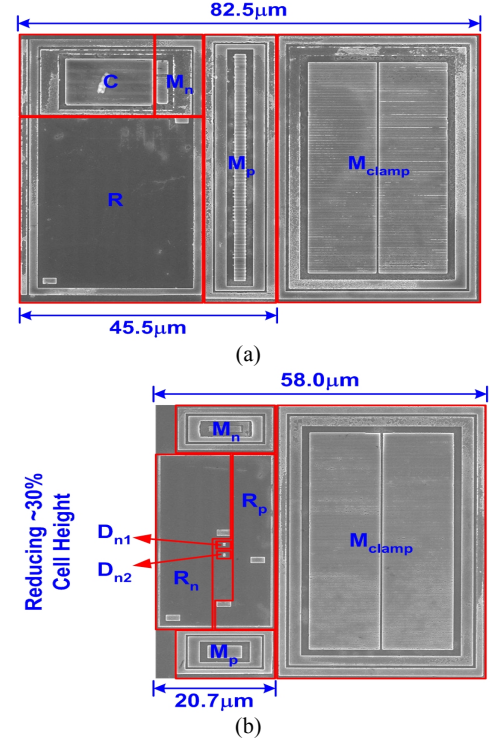 82.5μm
C
Mn
R
Mp
Mclamp
45.5μm
(a)
58.0μm
Mn
Reducing ~30%
Cell Height
Rp
Dn1
Mclamp
Dn2
Rn
Mp
20.7μm
(b)